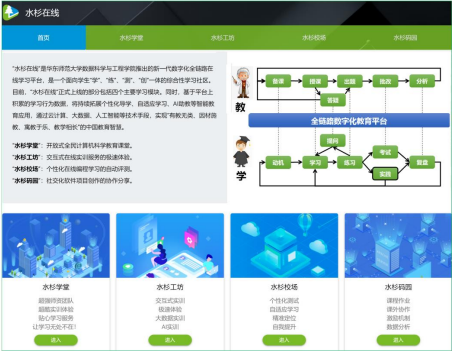 水杉在线
首页
水杉学堂
水杉工坊
水杉校场
水杉码园
“水杉在线”是华东师范大学数据科学与工程学院推出的新一代数字化全链路在
线学习平台，是一个面向学生“学”、“练”、“测”、“创”一体的综合性学习社区。
目前，“水杉在线”正式上线的部分包括四个主要学习模块。同时，基于平台上
积累的学习行为数据，将持续拓展个性化导学、自适应学习、AI助教等智能教
育应用，通过云计算、大数据、人工智能等技术手段，实现“有教无类、因材施
教、寓教于乐、教学相长”的中国教育智慧。
“水杉学堂”：开放式全国计算机科学教育课堂。
“水杉工坊”：交互式在线实训服务的极速体验。
“水杉校场”：个性化在线编程学习的自动评测。
“水杉码园”：社交化软件项目创作的协作分享。
教
备课
授课
出题
批改
分析
答疑
全链路数字化教育平台
学
提问
动机
学习
练习
考试
实践
复盘
水杉学堂
超强师资团队
超酷实训体验
贴心学习服务
让学习无处不在！
进入
水杉工坊
交互式实训
极速体验
大数据实训
AI实训
进入
水杉校场
个性化测试
自适应学习
精准定位
自我提升
进入
水杉码园
课程作业
课外协作
激励机制
数据分析
进入